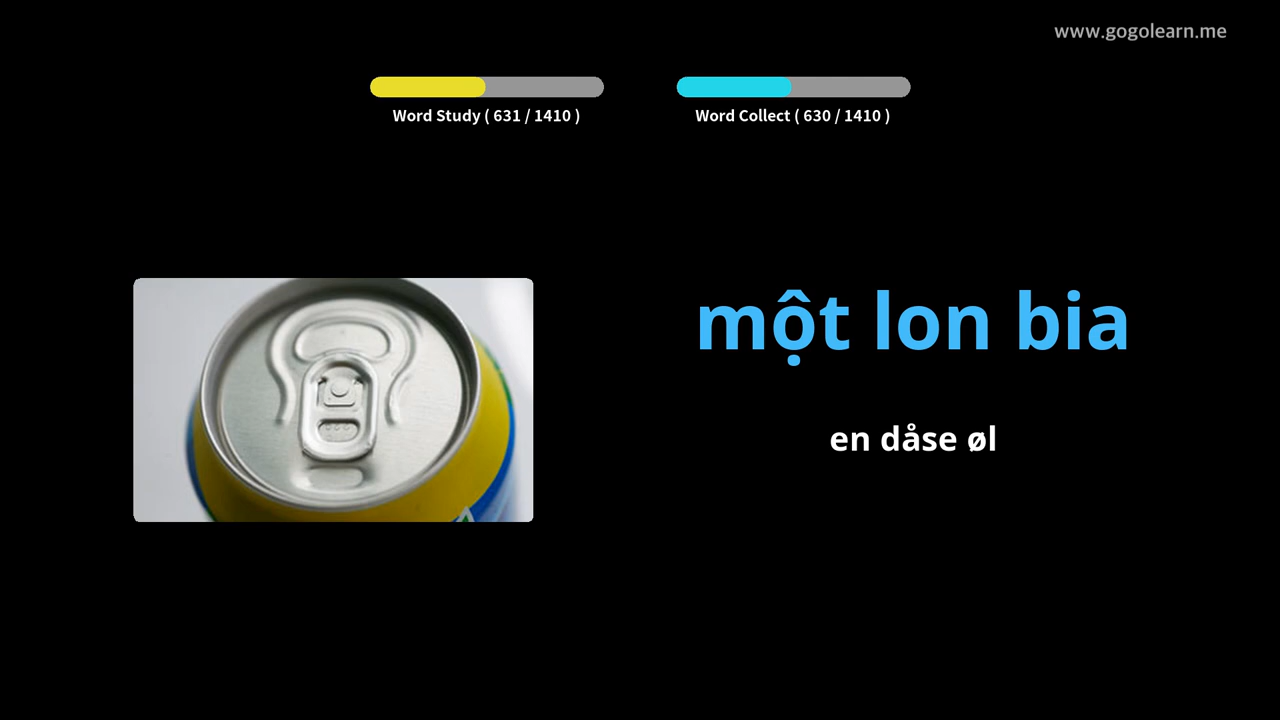 www.gogolearn.me
Word Study ( 631 / 1410 )
Word Collect ( 630 / 1410 )
một lon bia
en dåse øl